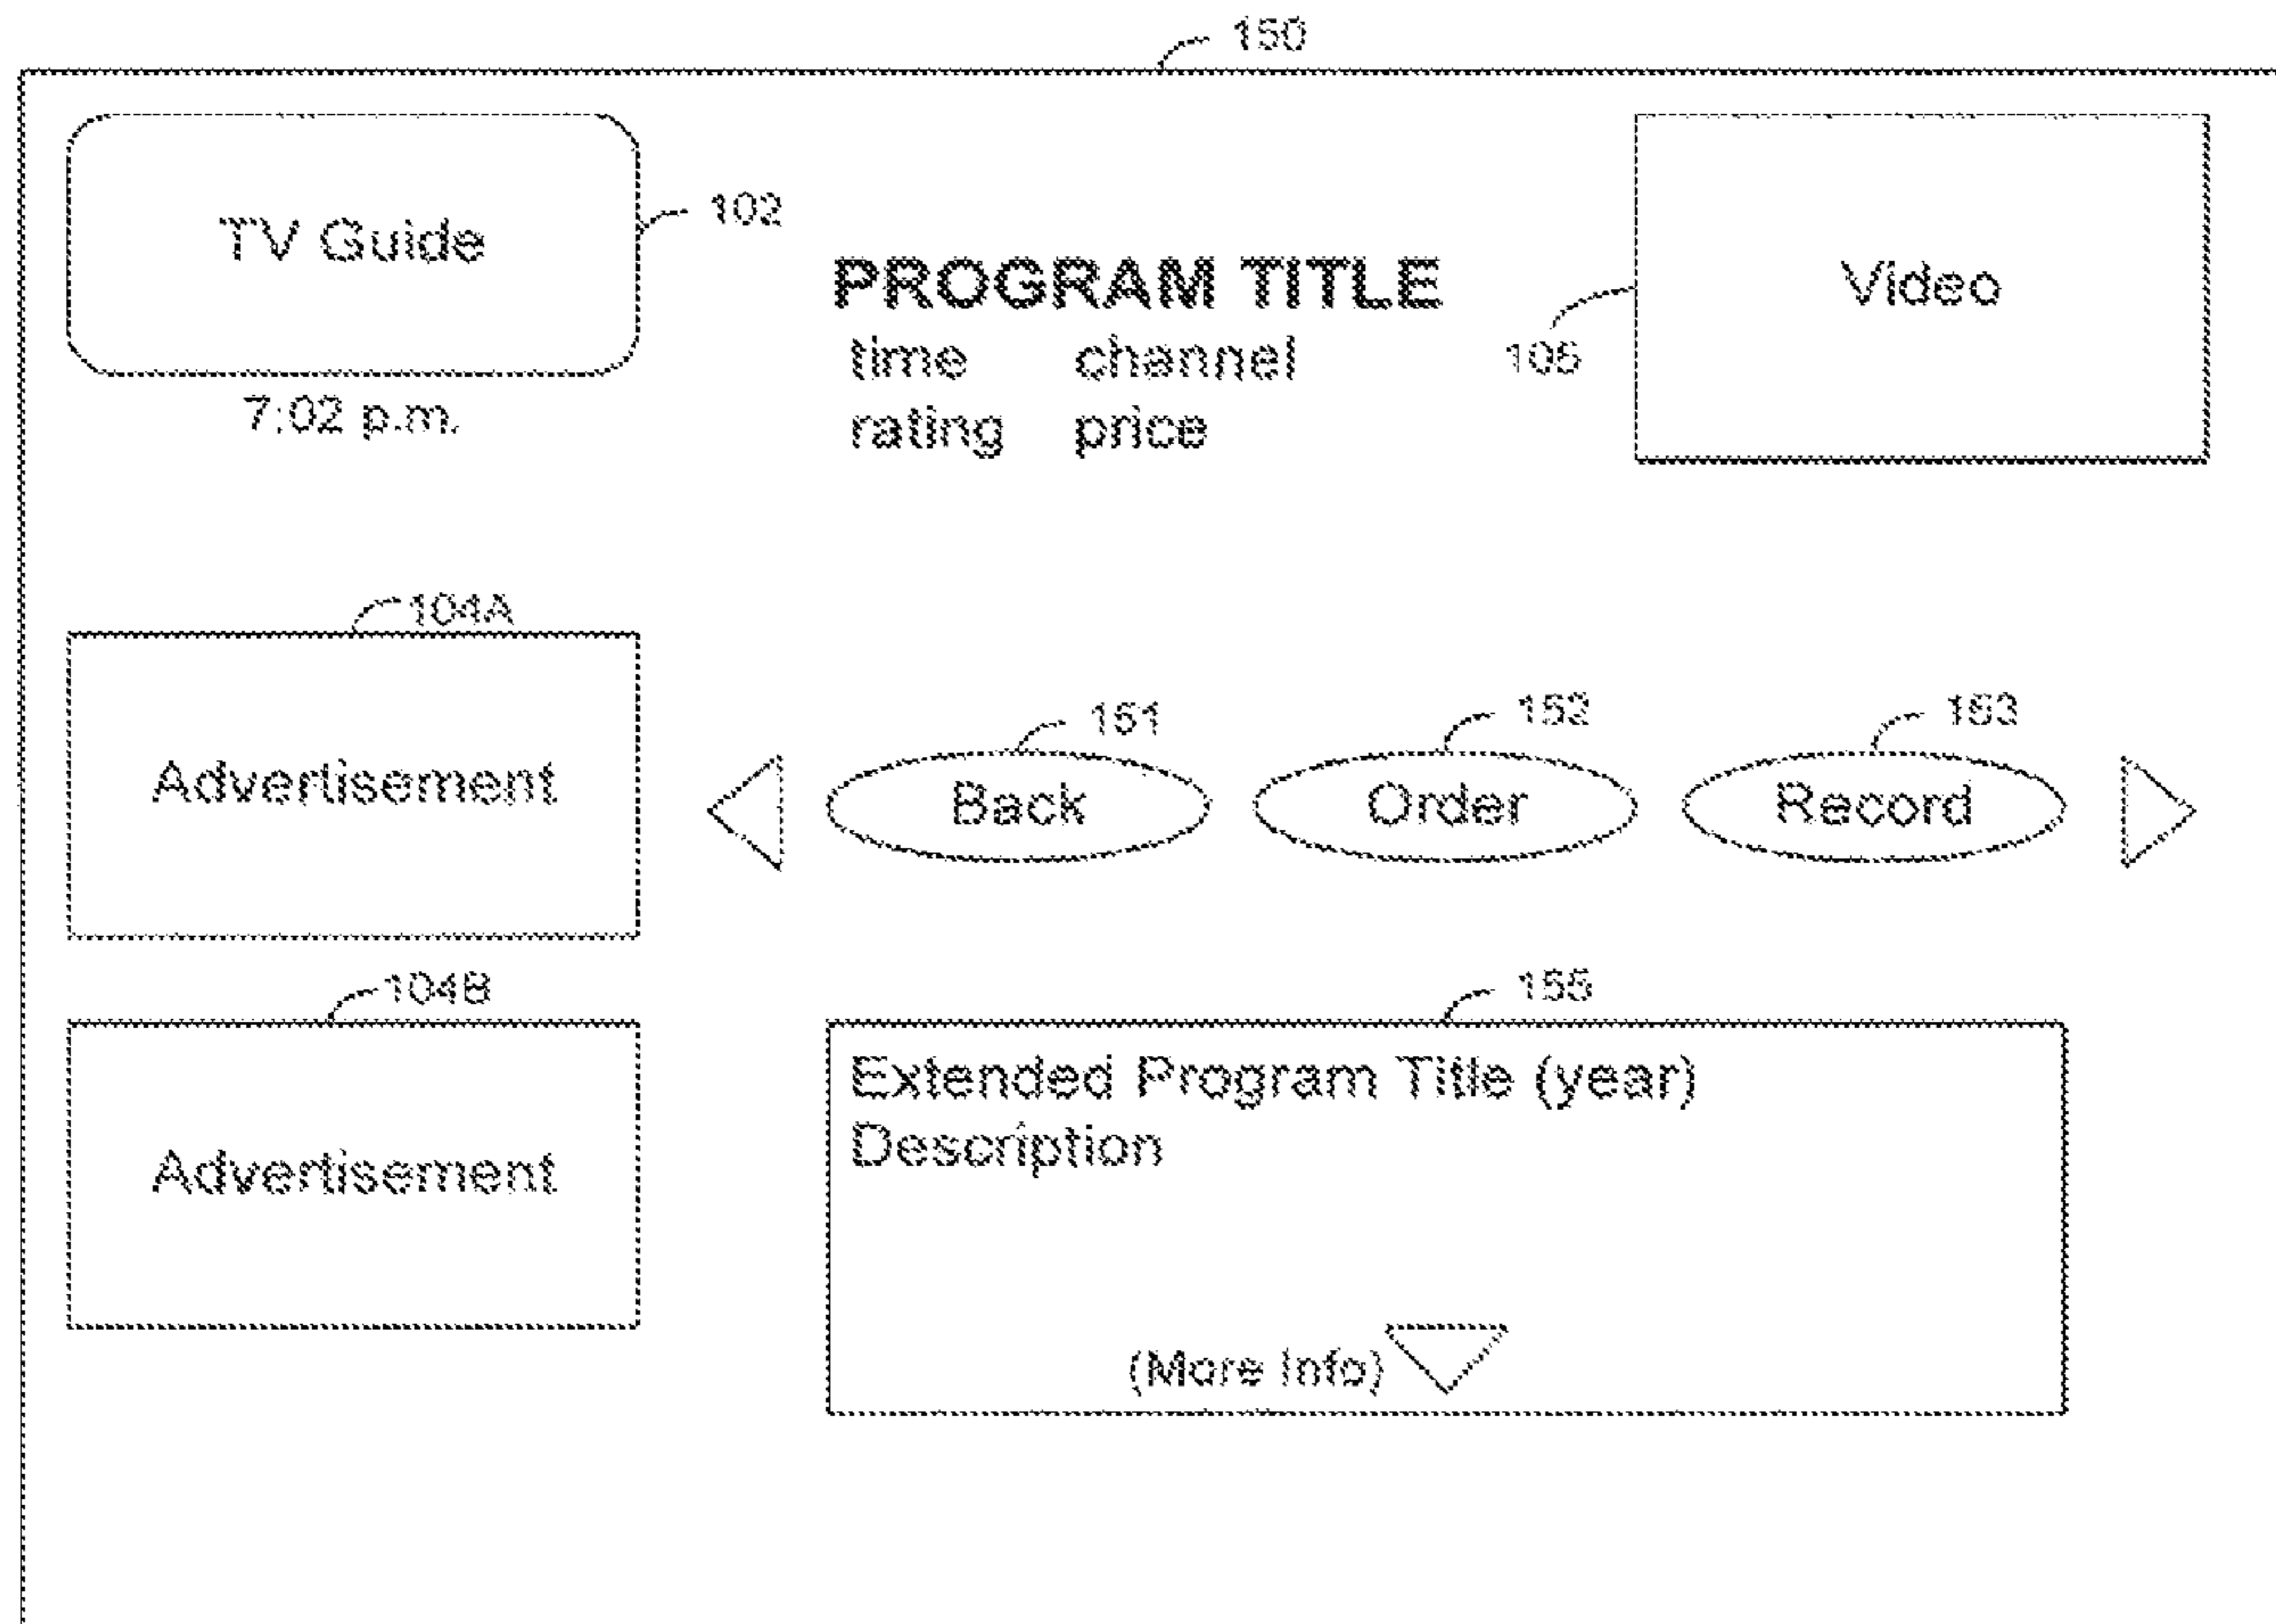 150
TV Guide
102
7:02 p.m.
PROGRAM TITLE
time channel
rating price
Video
105
104A
Advertisement
151
Back
152
Order
153
Record
104B
Advertisement
155
Extended Program Title (year)
Description
(More Info)